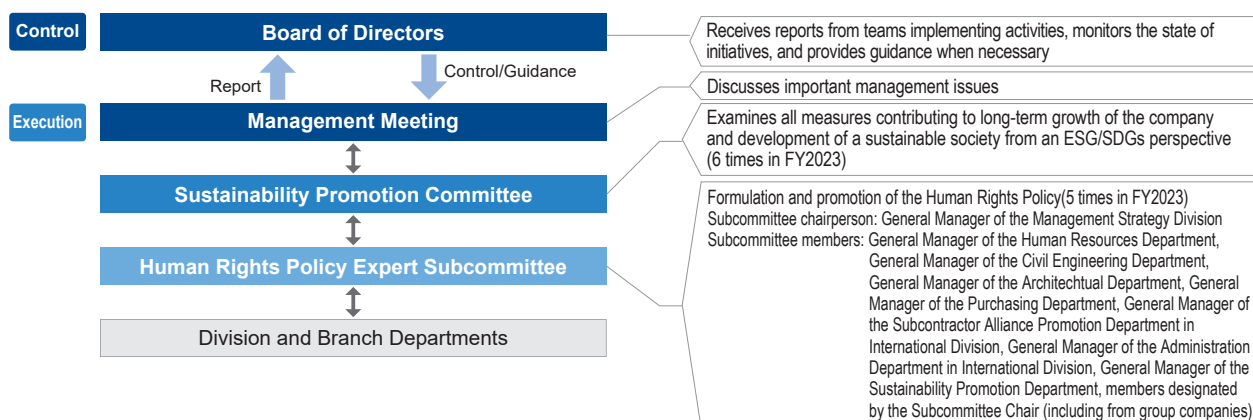 Control
Board of Directors
Receives reports from teams implementing activities, monitors the state of
initiatives, and provides guidance when necessary
Report
Control/Guidance
Discusses important management issues
Execution
Management Meeting
Examines all measures contributing to long-term growth of the company
and development of a sustainable society from an ESG/SDGs perspective
(6 times in FY2023)
Sustainability Promotion Committee
Formulation and promotion of the Human Rights Policy(5 times in FY2023)
Subcommittee chairperson: General Manager of the Management Strategy Division
Subcommittee members: General Manager of the Human Resources Department,
General Manager of the Civil Engineering Department,
General Manager of the Architechtual Department, General
Manager of the Purchasing Department, General Manager of
the Subcontractor Alliance Promotion Department in
International Division, General Manager of the Administration
Department in International Division, General Manager of the
Sustainability Promotion Department, members designated
by the Subcommittee Chair (including from group companies)
Human Rights Policy Expert Subcommittee
Division and Branch Departments